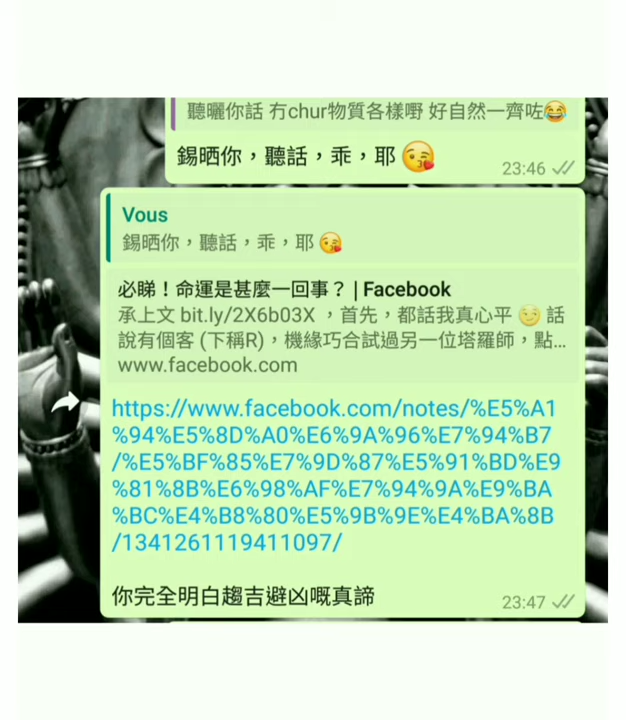 聽曬你話 冇chur物質各樣嘢 好自然一齊咗😂
錫晒你，聽話，乖，耶 😘
23:46
Vous
錫晒你，聽話，乖，耶 😘
必睇！命運是甚麼一回事？ | Facebook
承上文 bit.ly/2X6b03X ，首先，都話我真心平 😏 話
說有個客 (下稱R)，機緣巧合試過另一位塔羅師，點...
www.facebook.com
https://www.facebook.com/notes/%E5%A1
%94%E5%8D%A0%E6%9A%96%E7%94%B7
/%E5%BF%85%E7%9D%87%E5%91%BD%E9
%81%8B%E6%98%AF%E7%94%9A%E9%BA
%BC%E4%B8%80%E5%9B%9E%E4%BA%8B
/1341261119411097/
你完全明白趨吉避凶嘅真諦
23:47